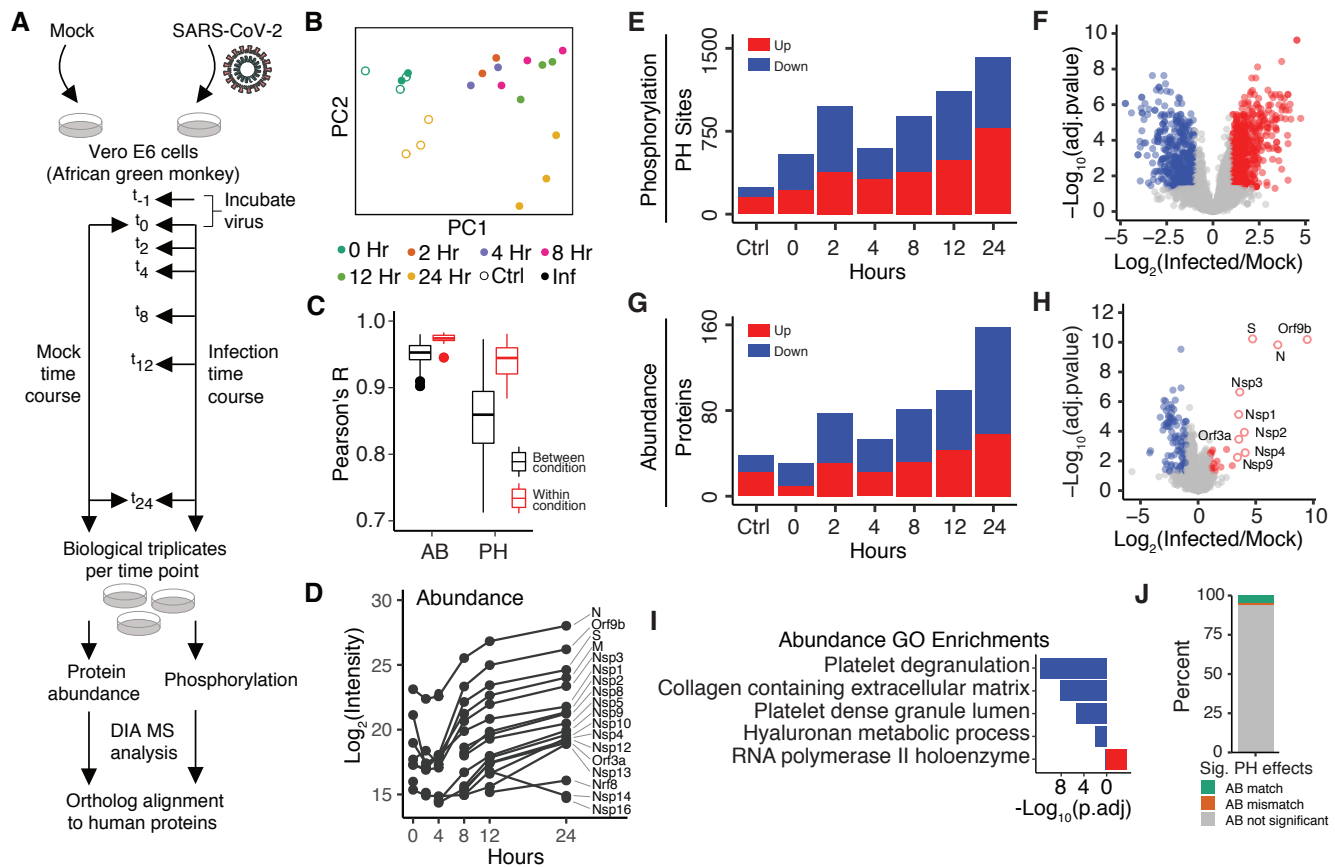 A
Mock
SARS-CoV-2
Vero E6 cells
(African green monkey)
t-1
t0
t2
t4
t8
t12
t24
Incubate
virus
Mock
time
course
Infection
time
course
Biological triplicates
per time point
Protein
abundance
Phosphorylation
DIA MS
analysis
Ortholog alignment
to human proteins
B
PC2
PC1
0 Hr
2 Hr
4 Hr
8 Hr
12 Hr
24 Hr
Ctrl
Inf
C
Pearson's R
1.0
0.9
0.8
0.7
AB
PH
Between
condition
Within
condition
D
Abundance
Log2(Intensity)
30
25
20
15
0
4
8
12
24
Hours
N
Orf9b
S
M
Nsp3
Nsp1
Nsp2
Nsp8
Nsp5
Nsp9
Nsp10
Nsp4
Nsp12
Orf3a
Nsp13
Nrf8
Nsp14
Nsp16
E
Phosphorylation
PH Sites
1500
750
0
Up
Down
Ctrl
0
2
4
8
12
24
Hours
F
-Log10(adj.pvalue)
10
8
6
4
2
0
−5
−2.5
0
2.5
5
Log2(Infected/Mock)
G
Abundance
Proteins
160
80
0
Up
Down
Ctrl
0
2
4
8
12
24
Hours
H
-Log10(adj.pvalue)
12
10
8
6
4
2
0
S
Orf9b
N
Nsp3
Nsp1
Nsp2
Orf3a
Nsp4
Nsp9
−5
0
5
10
Log2(Infected/Mock)
I
Abundance GO Enrichments
Platelet degranulation
Collagen containing extracellular matrix
Platelet dense granule lumen
Hyaluronan metabolic process
RNA polymerase II holoenzyme
8
4
0
-Log10(p.adj)
J
Percent
100
75
50
25
0
Sig. PH effects
AB match
AB mismatch
AB not significant